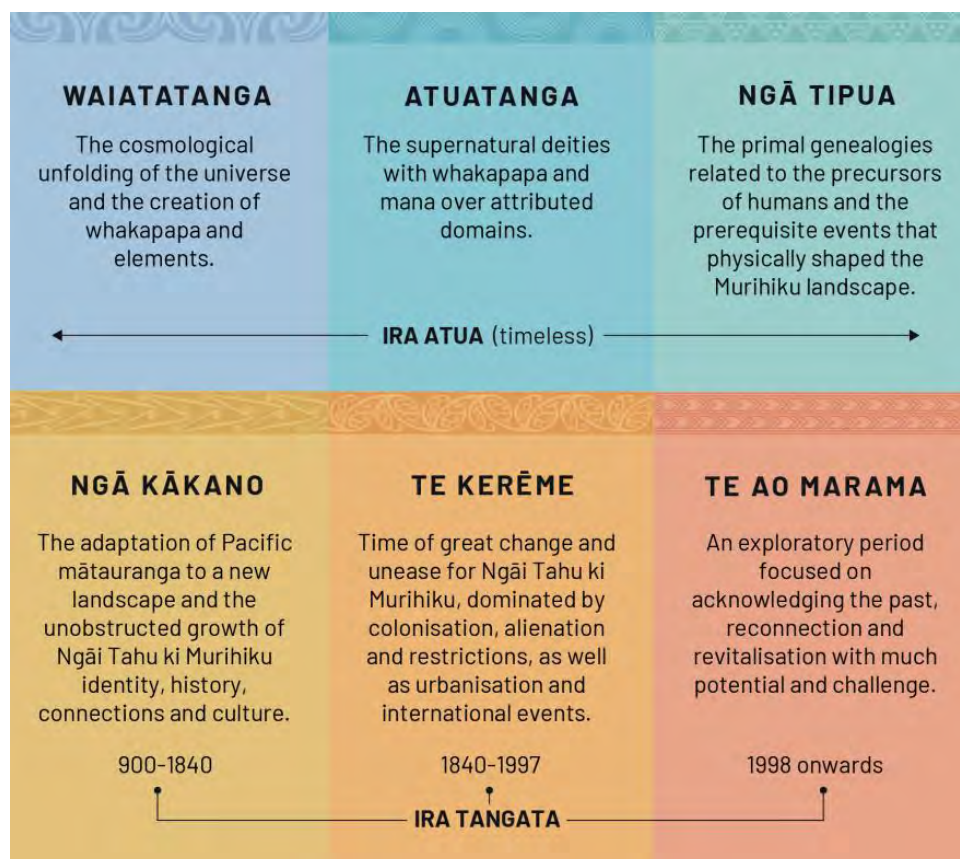 WAIATATANGA
The cosmological
unfolding of the universe
and the creation of
whakapapa and
elements.
ATUATANGA
The supernatural deities
with whakapapa and
mana over attributed
domains.
NGĀ TIPUA
The primal genealogies
related to the precursors
of humans and the
prerequisite events that
physically shaped the
Murihiku landscape.
IRA ATUA (timeless)
NGĀ KĀKANO
The adaptation of Pacific
mātauranga to a new
landscape and the
unobstructed growth of
Ngāi Tahu ki Murihiku
identity, history,
connections and culture.
900-1840
TE KERĒME
Time of great change and
unease for Ngāi Tahu ki
Murihiku, dominated by
colonisation, alienation
and restrictions, as well
as urbanisation and
international events.
1840-1997
TE AO MARAMA
An exploratory period
focused on
acknowledging the past,
reconnection and
revitalisation with much
potential and challenge.
1998 onwards
IRA TANGATA